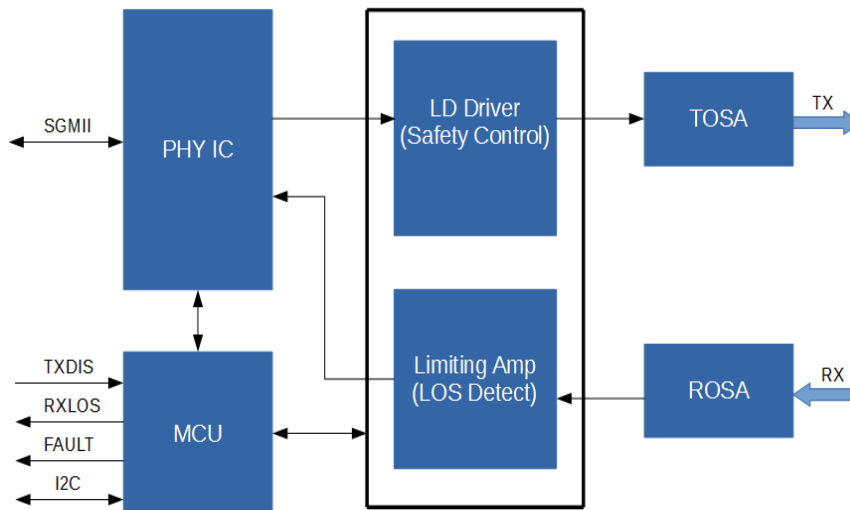 SGMII
PHY IC
LD Driver
(Safety Control)
TOSA
TX
TXDIS
RXLOS
FAULT
I2C
MCU
Limiting Amp
(LOS Detect)
ROSA
RX